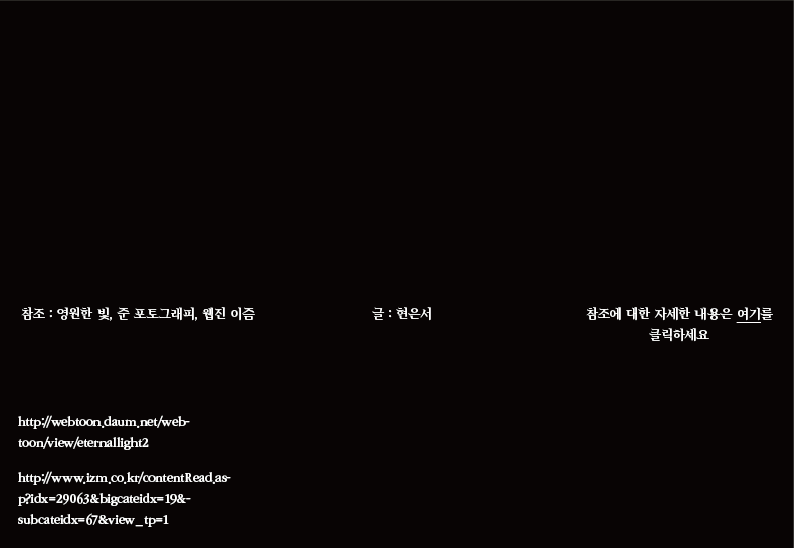 참조 : 영원한 빛, 준 포토그래피, 웹진 이즘
글 : 현은서
참조에 대한 자세한 내용은 여기를
클릭하세요
http://webtoon.daum.net/web-
toon/view/eternallight2
http://www.izm.co.kr/contentRead.as-
p?idx=29063&bigcateidx=19&-
subcateidx=67&view_tp=1